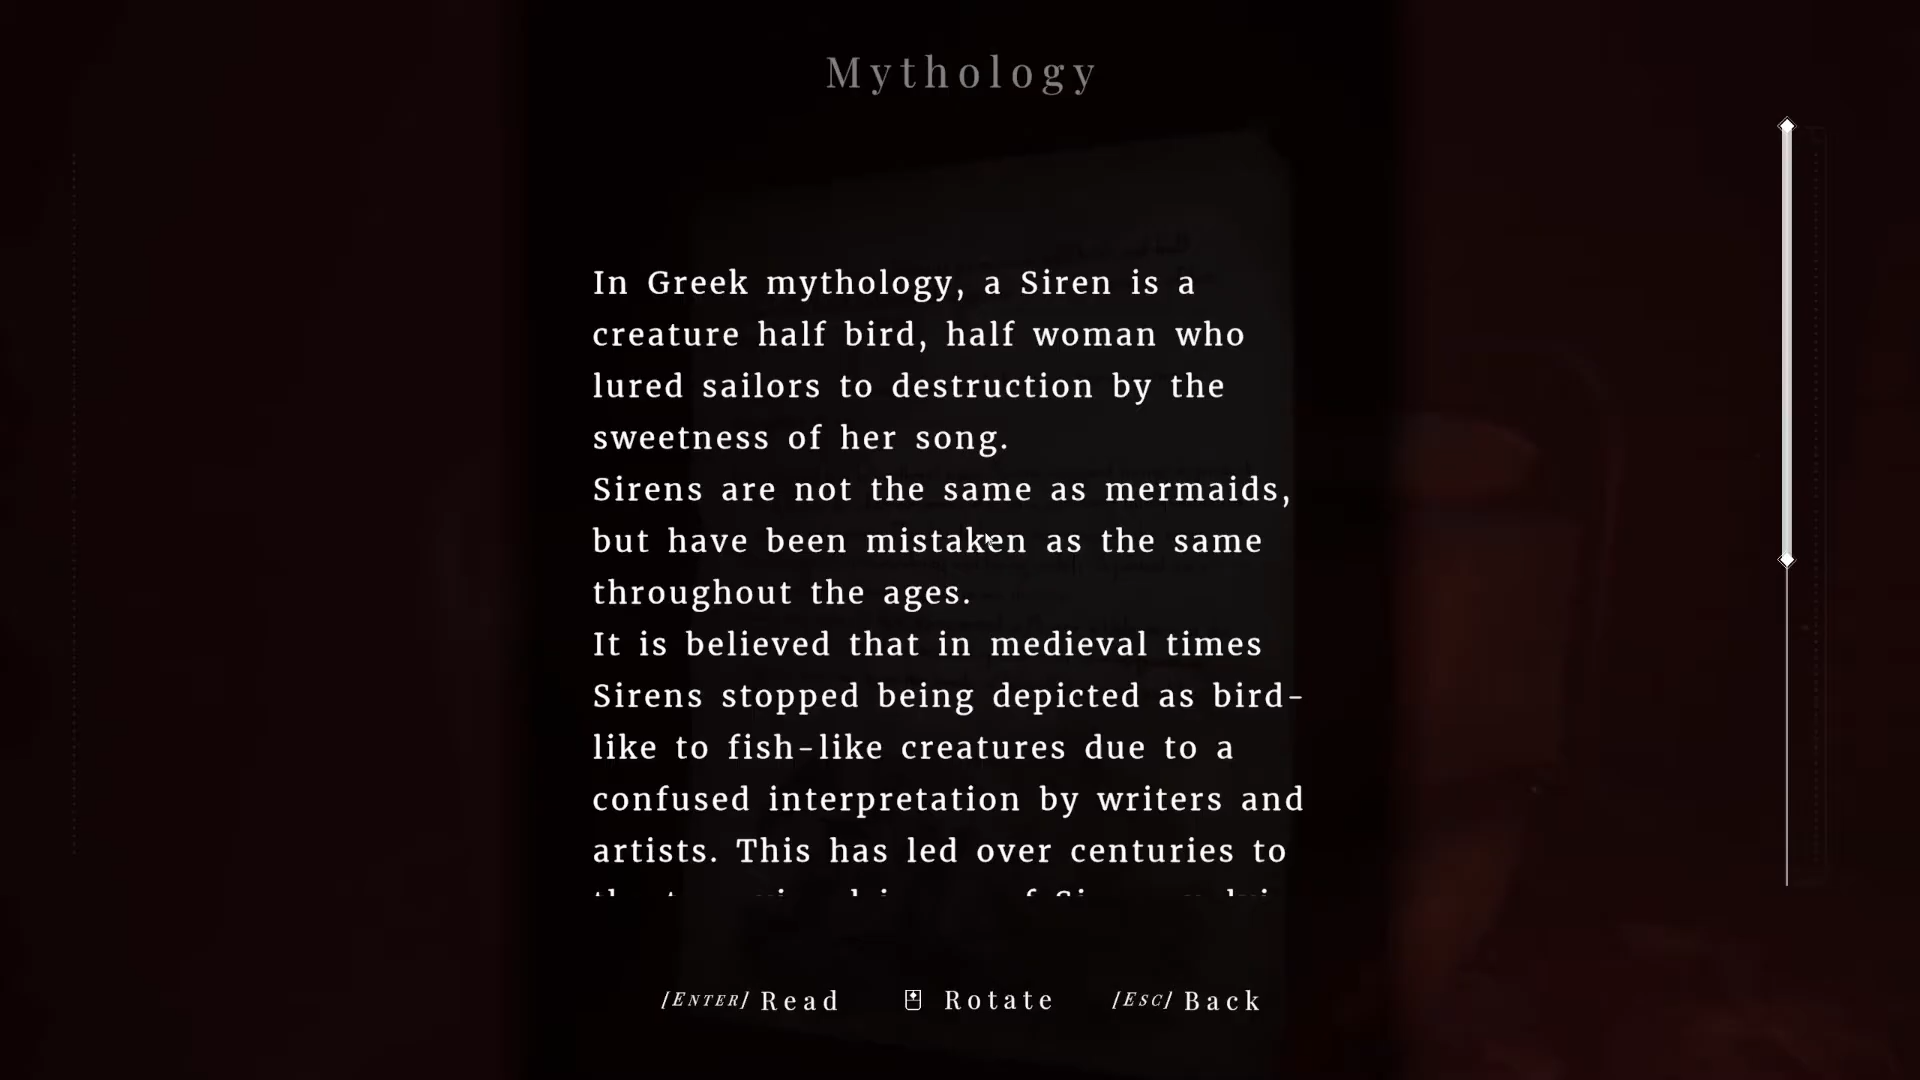 Mythology
In Greek mythology, a Siren is a
creature half bird, half woman who
lured sailors to destruction by the
sweetness of her song.
Sirens are not the same as mermaids,
but have been mistaken as the same
throughout the ages.
It is believed that in medieval times
Sirens stopped being depicted as bird-
like to fish-like creatures due to a
confused interpretation by writers and
artists. This has led over centuries to
[ENTER] Read Rotate [ESC] Back